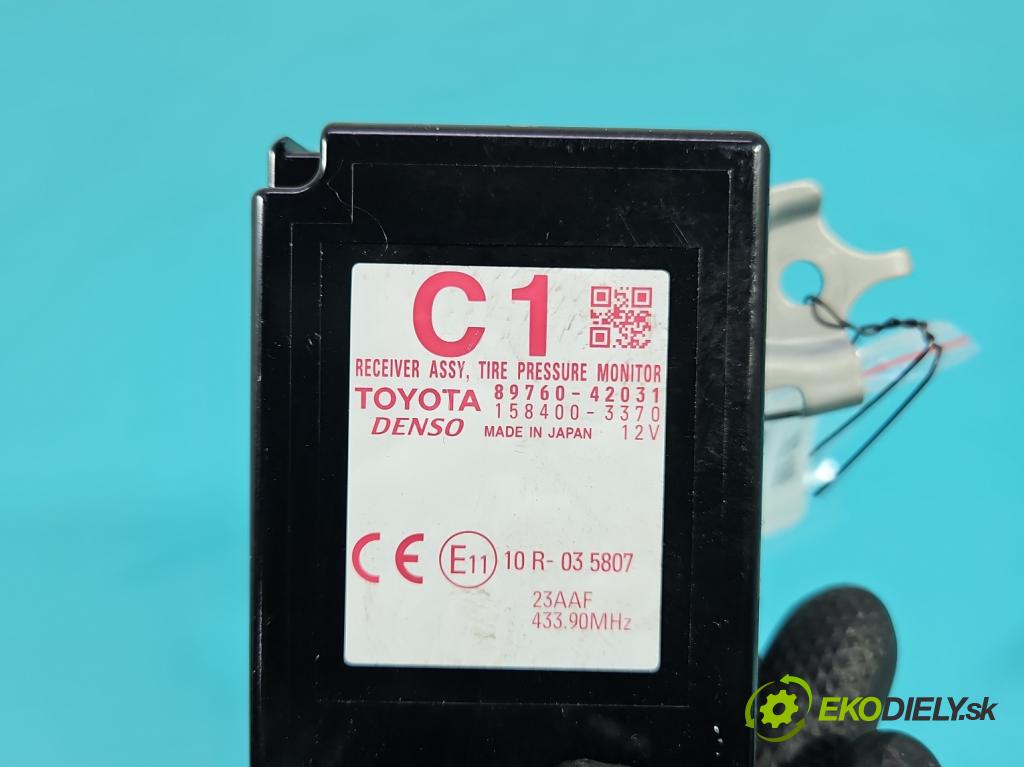 C1
RECEIVER ASSY, TIRE PRESSURE MONITOR
TOYOTA 89760-42031
158400-3370
DENSO MADE IN JAPAN 12V
CE E11 10 R- 03 5807
23AAF
433.90MHz
EKODIELY.sk